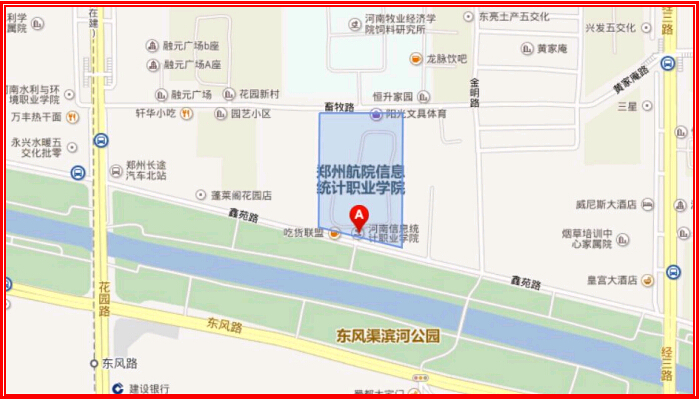 在建
利学
属院
融元广场b座
融元广场A座
河南牧业经济学
院饲料研究所
东亮土产五交化
兴发五交化
经三路
黄家庵
龙脉饮吧
黄家庵路
金明路
河南水利与环
境职业学院
融元广场
花园新村
恒升家园
三星
万丰热干面
轩华小吃
园艺小区
畜牧路
阳光文具体育
永兴水暖五
交化批零
郑州长途
汽车北站
郑州航院信息
统计职业学院
蓬莱阁花园店
鑫苑路
A
威尼斯大酒店
吃货联盟
河南信息统
计职业学院
烟草培训中
心家属院
鑫苑路
皇宫大酒店
花园路
东风路
东风渠滨河公园
经三路
东风路
建设银行